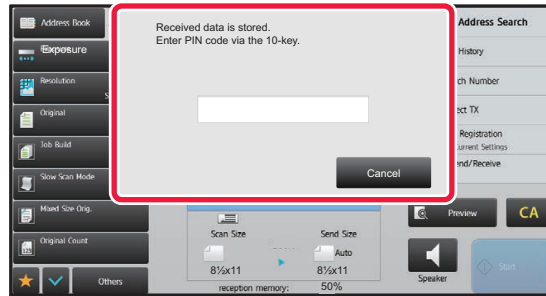 Address Book
Exposure
Resolution
S
Original
Job Build
Slow Scan Mode
Mixed Size Orig.
Original Count
Others
Received data is stored.
Enter PIN code via the 10-key.
Cancel
Scan Size
Send Size
Auto
8½x11
8½x11
reception memory:
50%
Address Search
History
ch Number
ect TX
Registration
urrent Settings
end/Receive
Preview
CA
Speaker
Start